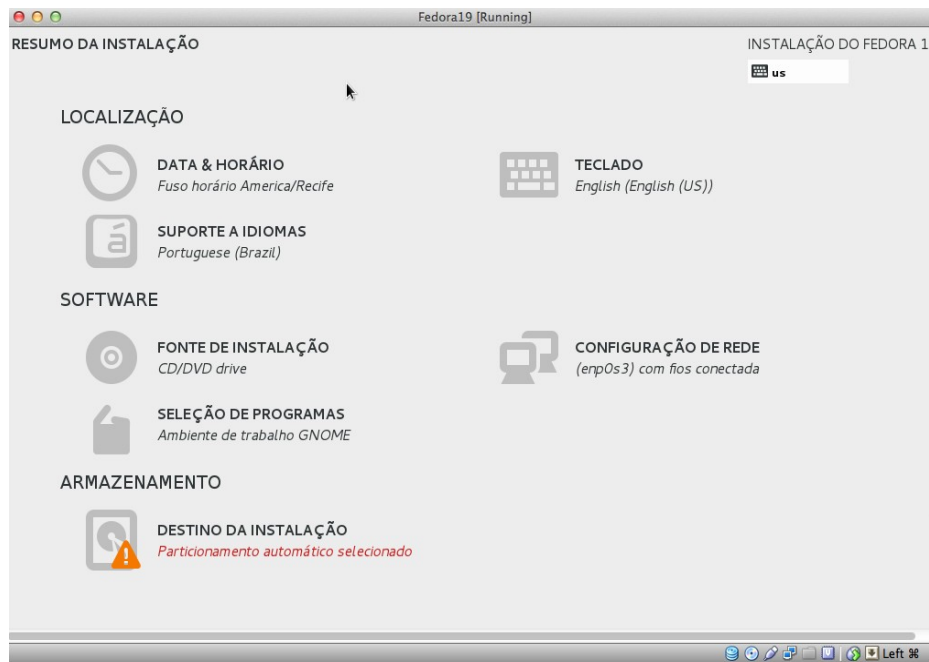 Fedora19 [Running]
RESUMO DA INSTALAÇÃO
INSTALAÇÃO DO FEDORA 1
us
LOCALIZAÇÃO
DATA & HORÁRIO
Fuso horário America/Recife
TECLADO
English (English (US))
SUPORTE A IDIOMAS
Portuguese (Brazil)
SOFTWARE
FONTE DE INSTALAÇÃO
CD/DVD drive
CONFIGURAÇÃO DE REDE
(enp0s3) com fios conectada
SELEÇÃO DE PROGRAMAS
Ambiente de trabalho GNOME
ARMAZENAMENTO
DESTINO DA INSTALAÇÃO
Particionamento automático selecionado
Left ⌘